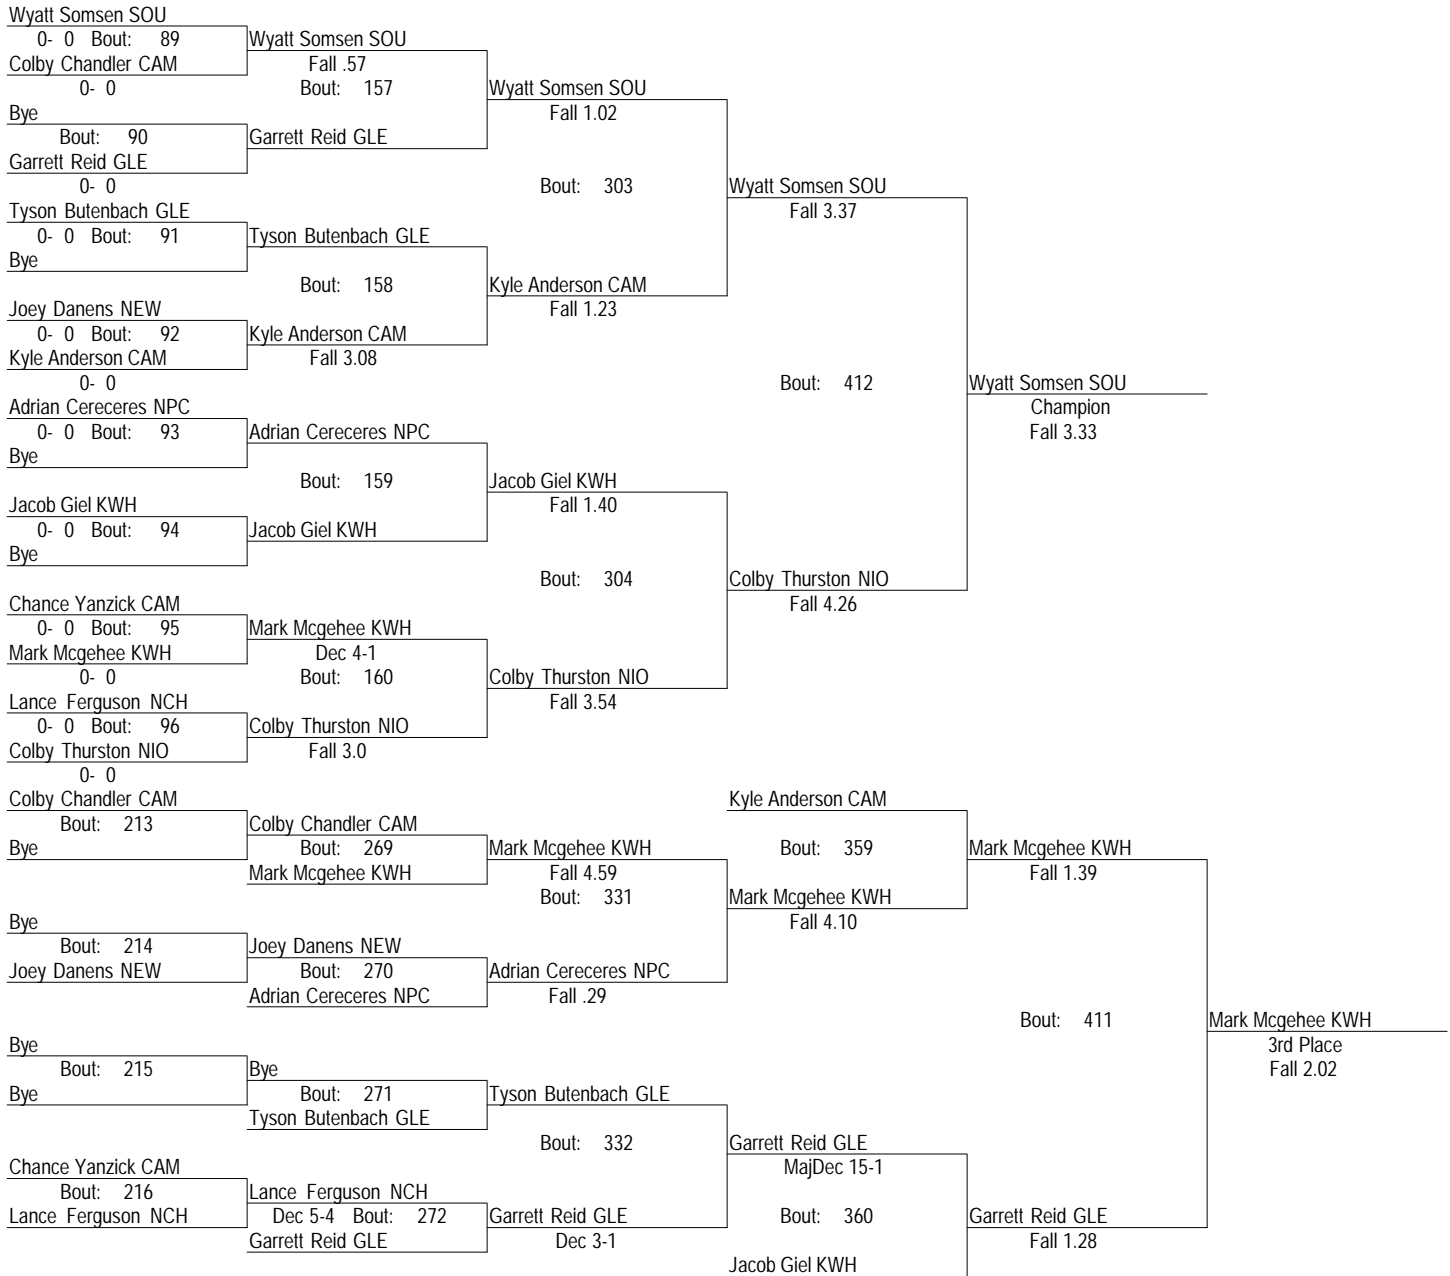 Wyatt Somsen SOU
0- 0 Bout: 89 Wyatt Somsen SOU
Colby Chandler CAM Fall .57
0- 0 Bout: 157 Wyatt Somsen SOU
Bye Fall 1.02
Bout: 90 Garrett Reid GLE
Garrett Reid GLE
0- 0 Bout: 303 Wyatt Somsen SOU
Tyson Butenbach GLE Fall 3.37
0- 0 Bout: 91 Tyson Butenbach GLE
Bye
Bout: 158 Kyle Anderson CAM
Joey Danens NEW Fall 1.23
0- 0 Bout: 92 Kyle Anderson CAM
Kyle Anderson CAM Fall 3.08
0- 0 Bout: 412 Wyatt Somsen SOU
Adrian Cereceres NPC Champion
0- 0 Bout: 93 Adrian Cereceres NPC Fall 3.33
Bye
Bout: 159 Jacob Giel KWH
Jacob Giel KWH Fall 1.40
0- 0 Bout: 94 Jacob Giel KWH
Bye
Bout: 304 Colby Thurston NIO
Chance Yanzick CAM Fall 4.26
0- 0 Bout: 95 Mark Mcgehee KWH
Mark Mcgehee KWH Dec 4-1
0- 0 Bout: 160 Colby Thurston NIO
Lance Ferguson NCH Fall 3.54
0- 0 Bout: 96 Colby Thurston NIO
Colby Thurston NIO Fall 3.0
0- 0
Colby Chandler CAM Kyle Anderson CAM
Bout: 213 Colby Chandler CAM
Bye Bout: 269 Mark Mcgehee KWH Bout: 359 Mark Mcgehee KWH
Mark Mcgehee KWH Fall 4.59 Fall 1.39
Bout: 331 Mark Mcgehee KWH
Bye Fall 4.10
Bout: 214 Joey Danens NEW
Joey Danens NEW Bout: 270 Adrian Cereceres NPC
Adrian Cereceres NPC Fall .29
Bout: 411 Mark Mcgehee KWH
Bye 3rd Place
Bout: 215 Bye Fall 2.02
Bye Bout: 271 Tyson Butenbach GLE
Tyson Butenbach GLE
Bout: 332 Garrett Reid GLE
Chance Yanzick CAM MajDec 15-1
Bout: 216 Lance Ferguson NCH
Lance Ferguson NCH Dec 5-4 Bout: 272 Garrett Reid GLE Bout: 360 Garrett Reid GLE
Garrett Reid GLE Dec 3-1 Fall 1.28
Jacob Giel KWH